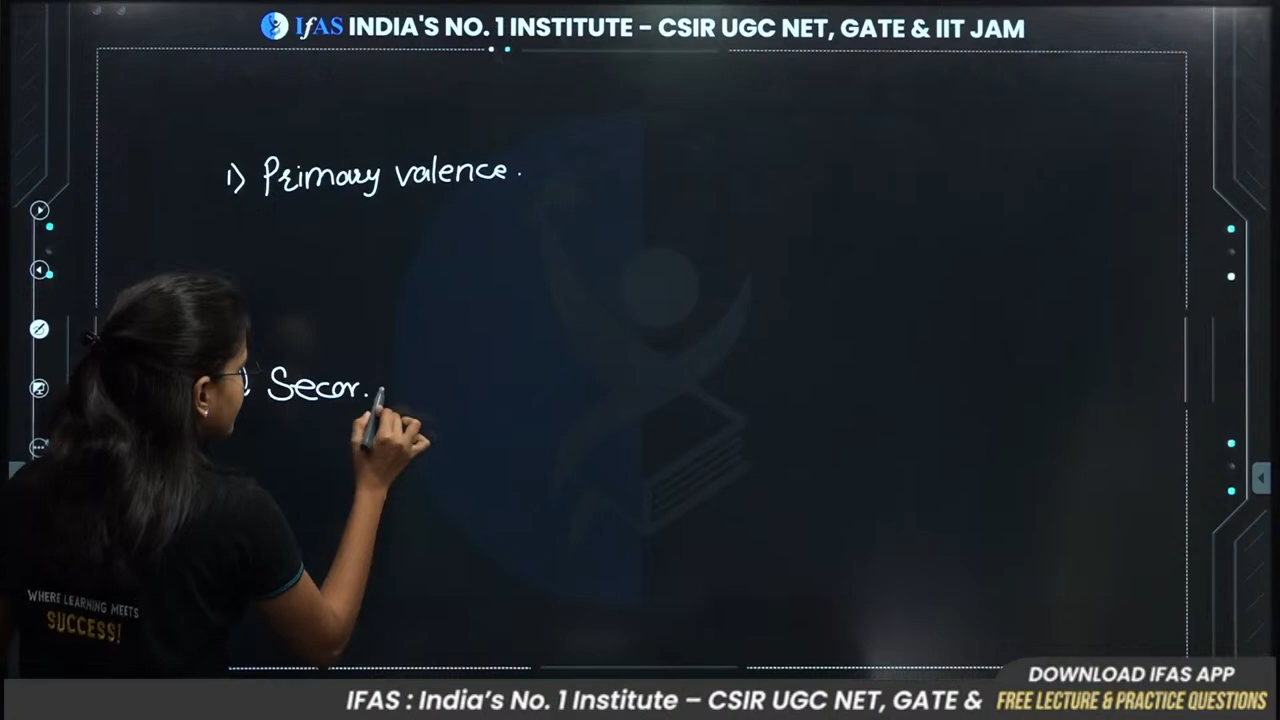 IfAS INDIA'S NO. 1 INSTITUTE – CSIR UGC NET, GATE & IIT JAM
1) Primary valence.
Secon.
WHERE LEARNING MEETS
SUCCESS!
DOWNLOAD IFAS APP
IFAS : India's No. 1 Institute – CSIR UGC NET, GATE & FREE LECTURE & PRACTICE QUESTIONS